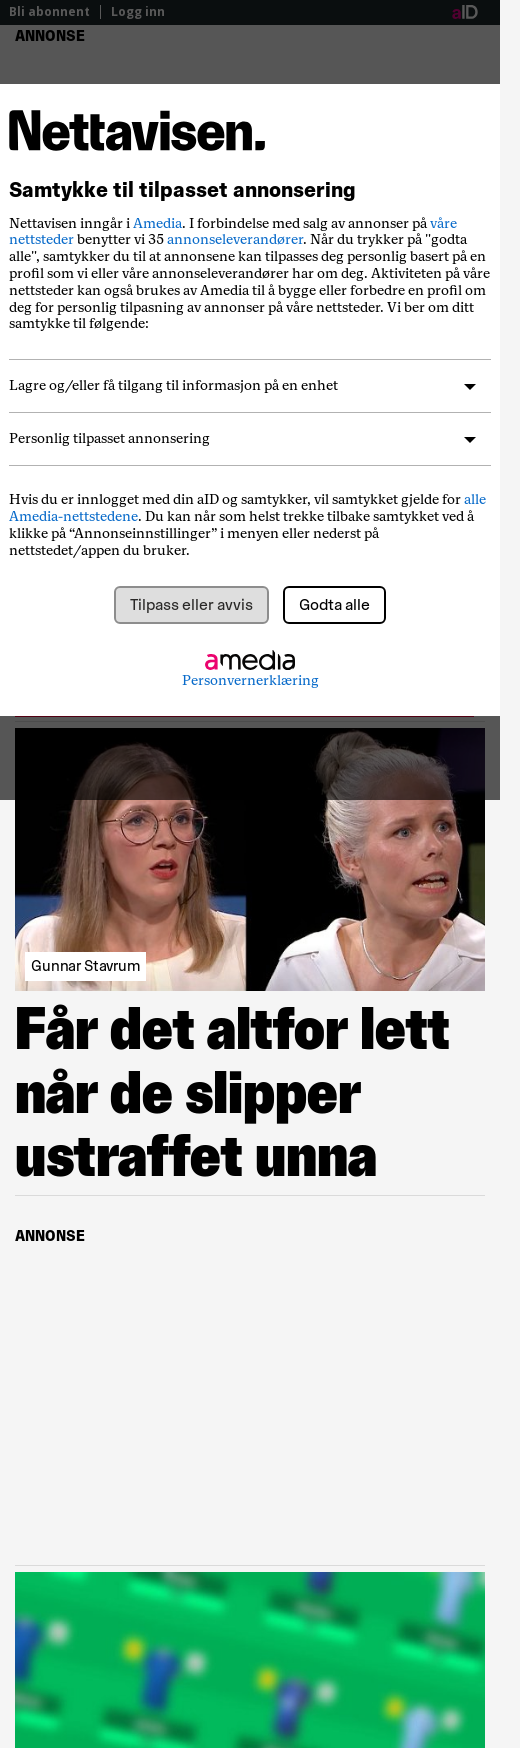 Bli abonnent | Logg inn
aID
ANNONSE
Nettavisen.
Samtykke til tilpasset annonsering
Nettavisen inngår i Amedia. I forbindelse med salg av annonser på våre
nettsteder benytter vi 35 annonseleverandører. Når du trykker på "godta
alle", samtykker du til at annonsene kan tilpasses deg personlig basert på en
profil som vi eller våre annonseleverandører har om deg. Aktiviteten på våre
nettsteder kan også brukes av Amedia til å bygge eller forbedre en profil om
deg for personlig tilpasning av annonser på våre nettsteder. Vi ber om ditt
samtykke til følgende:
Lagre og/eller få tilgang til informasjon på en enhet
Personlig tilpasset annonsering
Hvis du er innlogget med din aID og samtykker, vil samtykket gjelde for alle
Amedia-nettstedene. Du kan når som helst trekke tilbake samtykket ved å
klikke på “Annonseinnstillinger” i menyen eller nederst på
nettstedet/appen du bruker.
Tilpass eller avvis
Godta alle
amedia
Personvernerklæring
Gunnar Stavrum
Får det altfor lett
når de slipper
ustraffet unna
ANNONSE